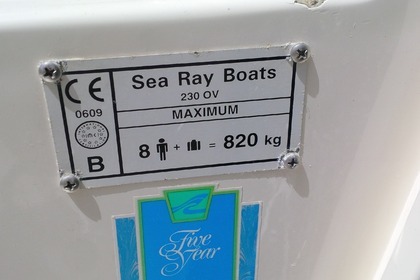 CE
0609
B
Sea Ray Boats
230 OV
MAXIMUM
8 + = 820 kg
Five
Year